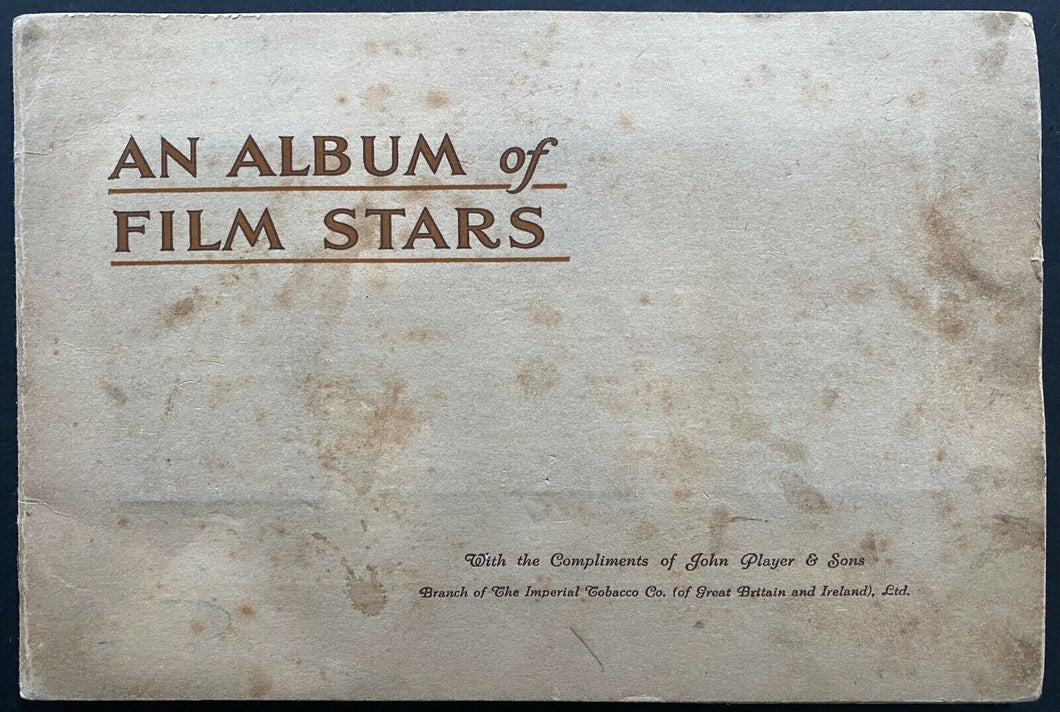 AN ALBUM of
FILM STARS
With the Compliments of John Player & Sons
Branch of The Imperial Tobacco Co. (of Great Britain and Ireland), Ltd.